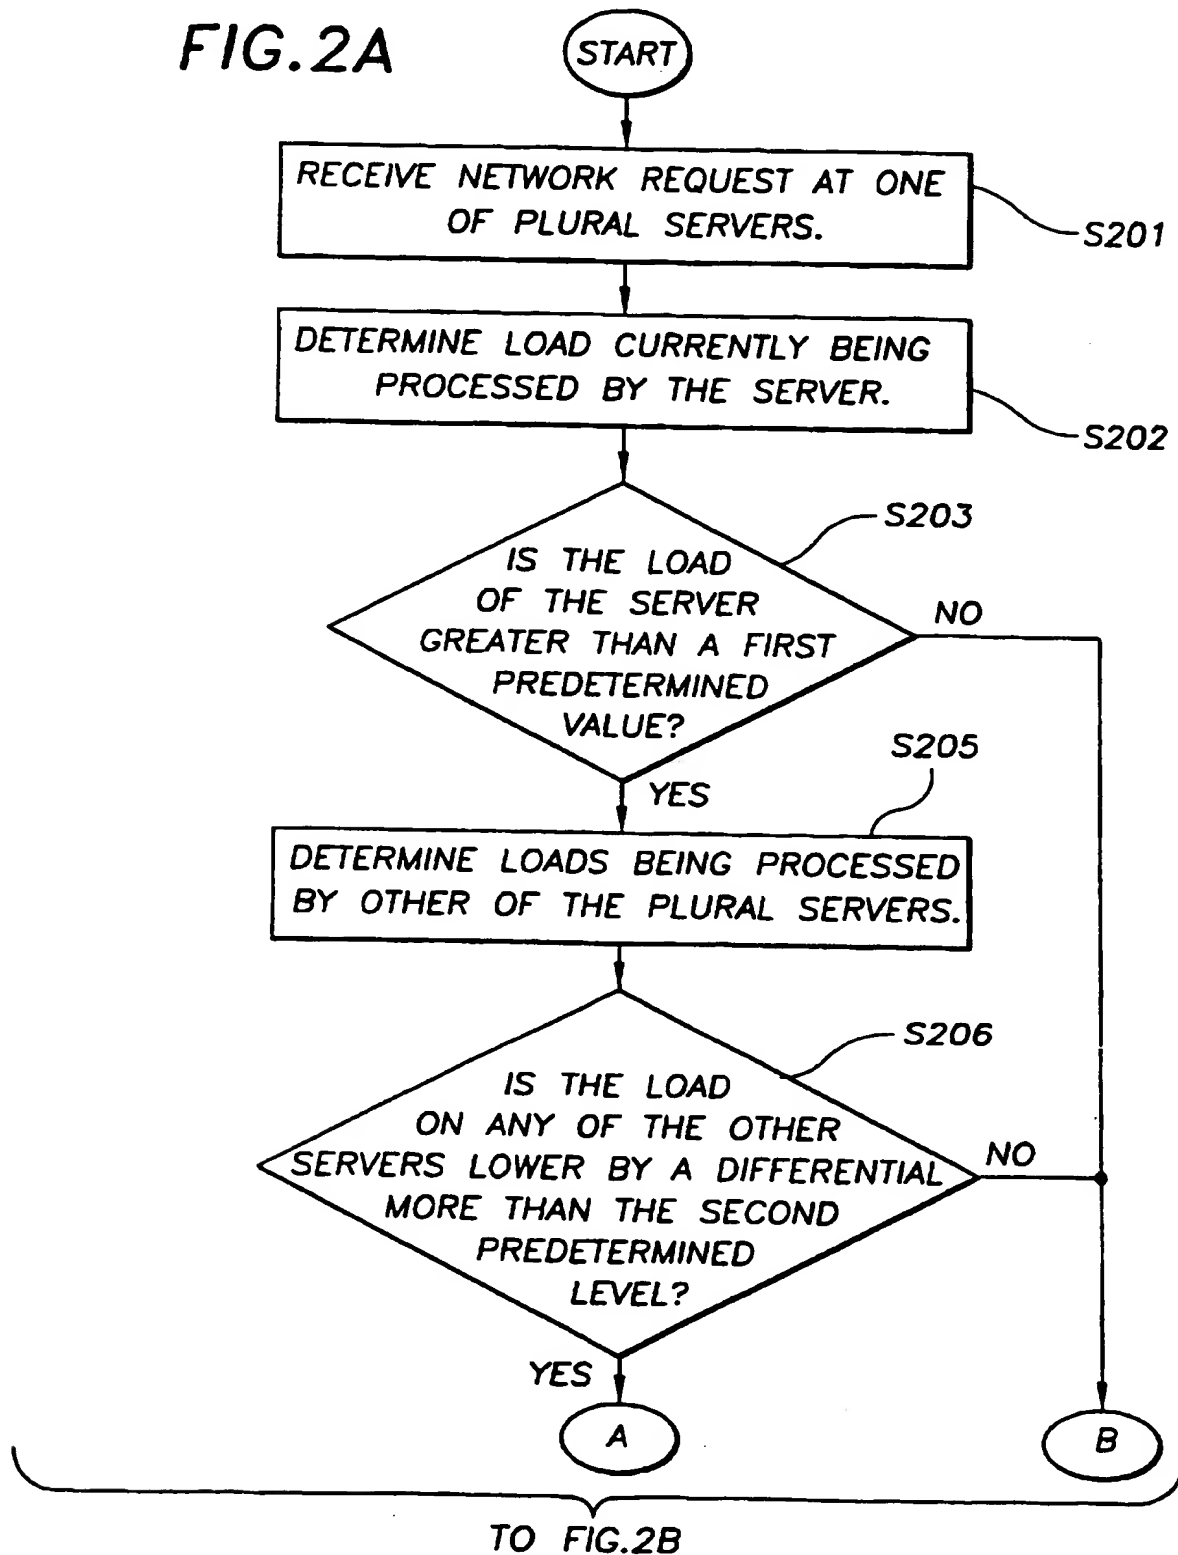 FIG.2A
START
RECEIVE NETWORK REQUEST AT ONE
OF PLURAL SERVERS.
S201
DETERMINE LOAD CURRENTLY BEING
PROCESSED BY THE SERVER.
S202
S203
IS THE LOAD
OF THE SERVER
GREATER THAN A FIRST
PREDETERMINED
VALUE?
NO
YES
S205
DETERMINE LOADS BEING PROCESSED
BY OTHER OF THE PLURAL SERVERS.
S206
IS THE LOAD
ON ANY OF THE OTHER
SERVERS LOWER BY A DIFFERENTIAL
MORE THAN THE SECOND
PREDETERMINED
LEVEL?
NO
YES
A
B
TO FIG.2B